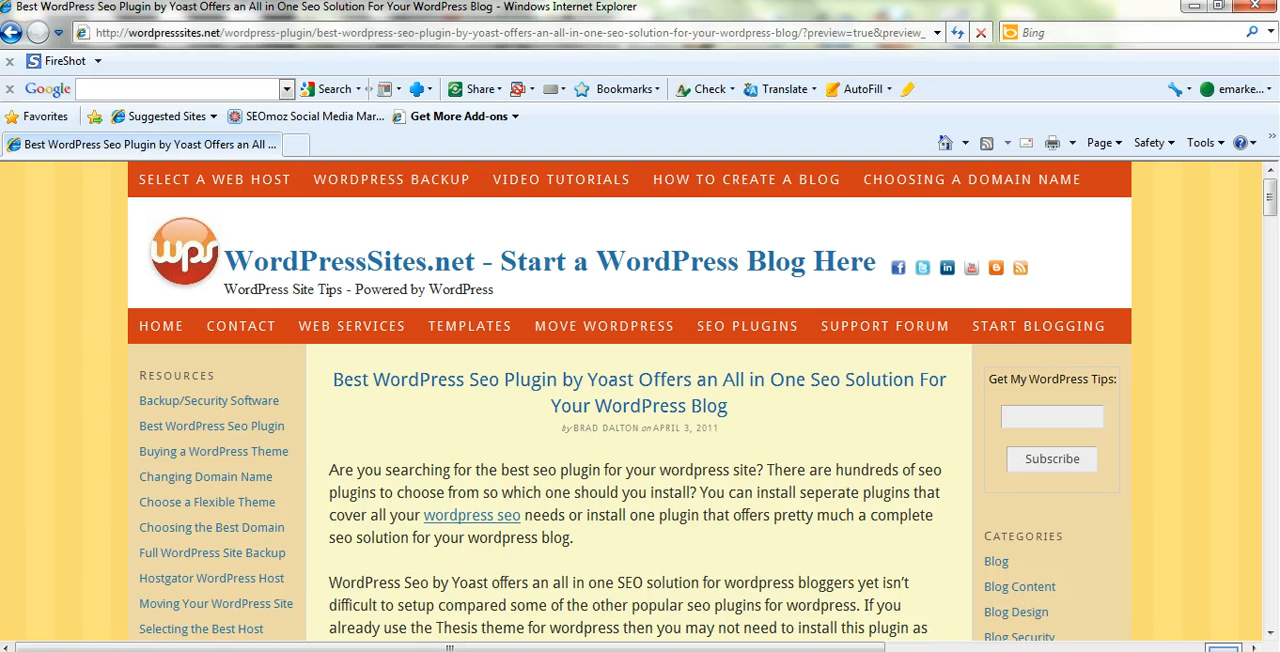 Best WordPress Seo Plugin by Yoast Offers an All in One Seo Solution For Your WordPress Blog - Windows Internet Explorer
http://wordpresssites.net/wordpress-plugin/best-wordpress-seo-plugin-by-yoast-offers-an-all-in-one-seo-solution-for-your-wordpress-blog/?preview=true&preview_
Bing
x FireShot
x Google Search Share Bookmarks Check Translate AutoFill emarke...
Favorites Suggested Sites SEOmoz Social Media Mar... Get More Add-ons
Best WordPress Seo Plugin by Yoast Offers an All ... Page Safety Tools
SELECT A WEB HOST WORDPRESS BACKUP VIDEO TUTORIALS HOW TO CREATE A BLOG CHOOSING A DOMAIN NAME
wps
WordPressSites.net - Start a WordPress Blog Here
WordPress Site Tips - Powered by WordPress
HOME CONTACT WEB SERVICES TEMPLATES MOVE WORDPRESS SEO PLUGINS SUPPORT FORUM START BLOGGING
RESOURCES
Backup/Security Software
Best WordPress Seo Plugin
Buying a WordPress Theme
Changing Domain Name
Choose a Flexible Theme
Choosing the Best Domain
Full WordPress Site Backup
Hostgator WordPress Host
Moving Your WordPress Site
Selecting the Best Host
Best WordPress Seo Plugin by Yoast Offers an All in One Seo Solution For
Your WordPress Blog
by BRAD DALTON on APRIL 3, 2011
Are you searching for the best seo plugin for your wordpress site? There are hundreds of seo
plugins to choose from so which one should you install? You can install seperate plugins that
cover all your wordpress seo needs or install one plugin that offers pretty much a complete
seo solution for your wordpress blog.
WordPress Seo by Yoast offers an all in one SEO solution for wordpress bloggers yet isn't
difficult to setup compared some of the other popular seo plugins for wordpress. If you
already use the Thesis theme for wordpress then you may not need to install this plugin as
Get My WordPress Tips:
Subscribe
CATEGORIES
Blog
Blog Content
Blog Design
Blog Security